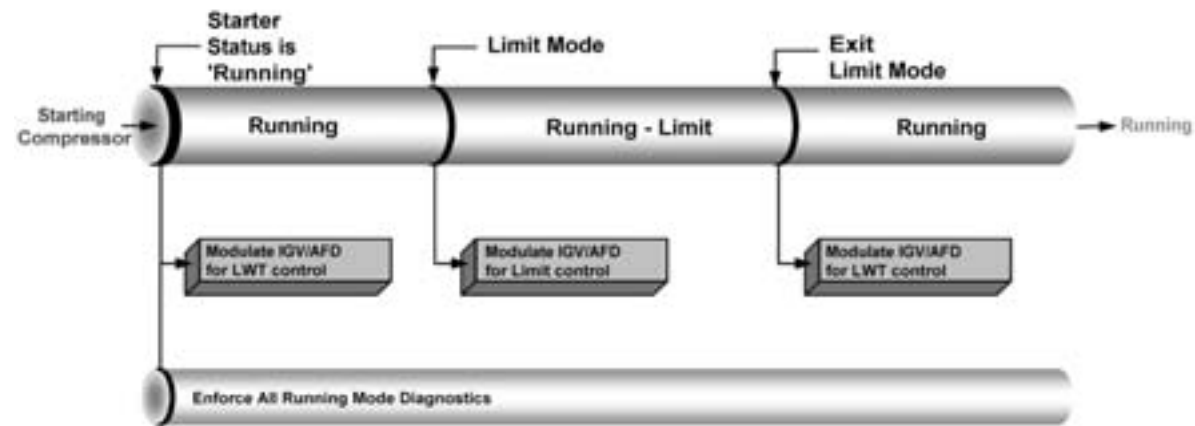 Starter
Status is
'Running'
Limit Mode
Exit
Limit Mode
Starting
Compressor
Running
Running - Limit
Running
Running
Modulate IGV/AFD
for LWT control
Modulate IGV/AFD
for Limit control
Modulate IGV/AFD
for LWT control
Enforce All Running Mode Diagnostics